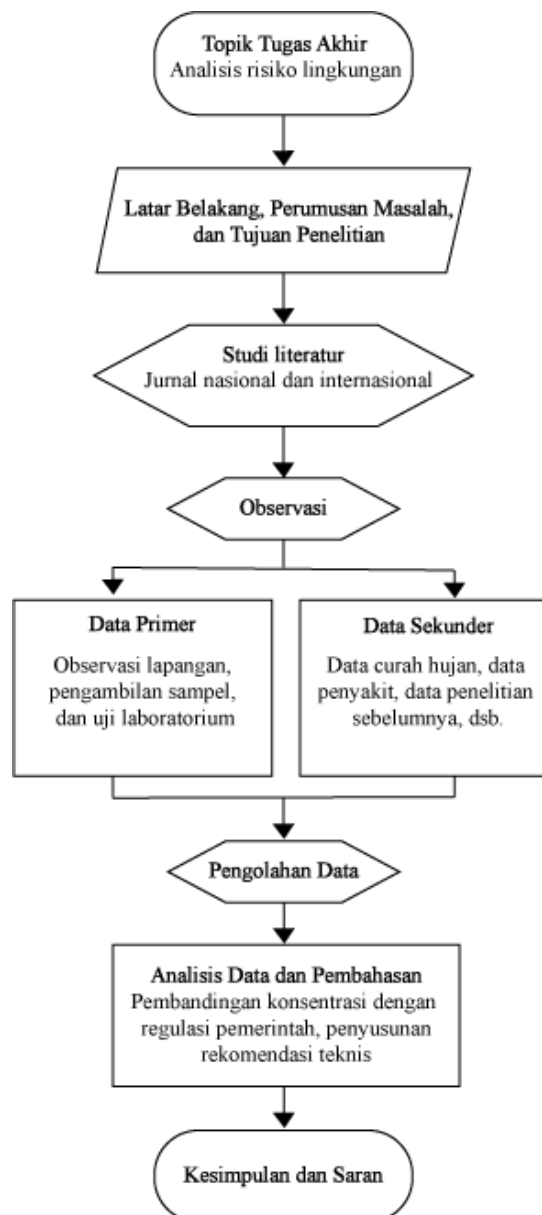 Topik Tugas Akhir
Analisis risiko lingkungan
Latar Belakang, Perumusan Masalah,
dan Tujuan Penelitian
Studi literatur
Jurnal nasional dan internasional
Observasi
Data Primer
Observasi lapangan,
pengambilan sampel,
dan uji laboratorium
Data Sekunder
Data curah hujan, data
penyakit, data penelitian
sebelumnya, dsb.
Pengolahan Data
Analisis Data dan Pembahasan
Pembandingan konsentrasi dengan
regulasi pemerintah, penyusunan
rekomendasi teknis
Kesimpulan dan Saran